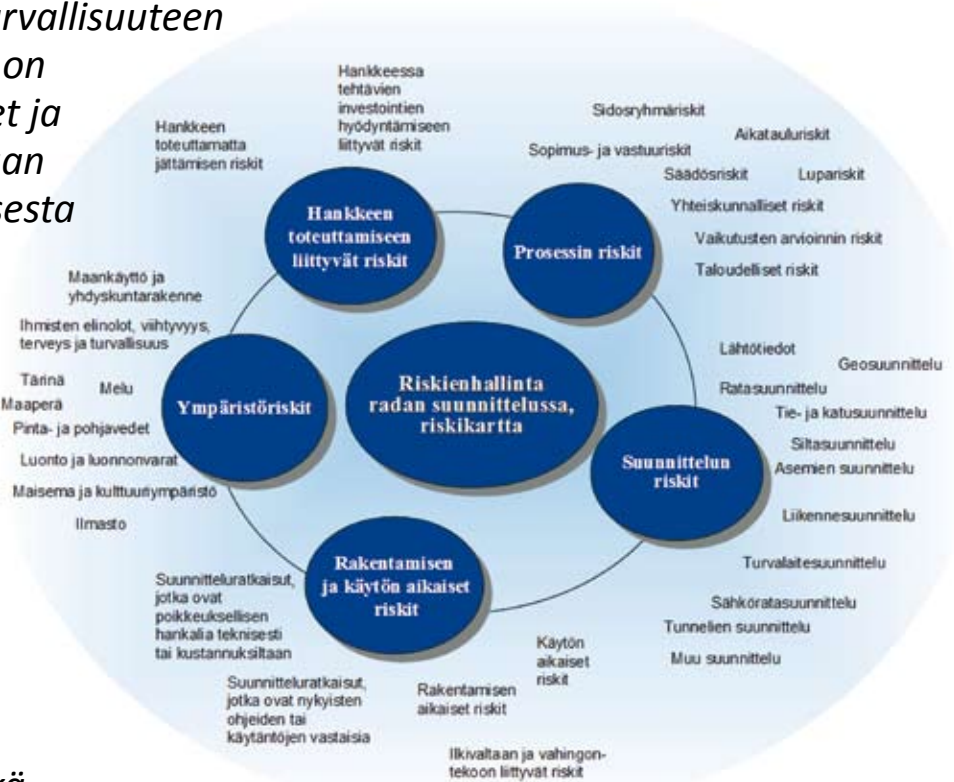 urvallisuuteen
on
et ja
aan
sesta
Hankkeen
toteuttamatta
jättämisen riskit
Hankkeessa
tehtävien
investointien
hyödyntämiseen
liittyvät riskit
Hankkeen
toteuttamiseen
liittyvät riskit
Sidosryhmäriskit
Aikatauluriskit
Sopimus- ja vastuuriskit
Säädösriskit
Lupariskit
Yhteiskunnalliset riskit
Vaikutusten arvioinnin riskit
Taloudelliset riskit
Prosessin riskit
Maankäyttö ja
yhdyskuntarakenne
Ihmisten elinolot, viihtyvyys,
terveys ja turvallisuus
Tärinä
Melu
Maaperä
Pinta- ja pohjavedet
Luonto ja luonnonvarat
Maisema ja kulttuuriympäristö
Ilmasto
Ympäristöriskit
Riskienhallinta
radan suunnittelussa,
riskikartta
Lähtötiedot
Geosuunnittelu
Ratasuunnittelu
Tie- ja katusuunnittelu
Siltasuunnittelu
Asemien suunnittelu
Liikennesuunnittelu
Turvalaitesuunnittelu
Sähköratasuunnittelu
Tunnelien suunnittelu
Muu suunnittelu
Suunnittelun
riskit
Rakentamisen
ja käytön aikaiset
riskit
Suunnitteluratkaisut,
jotka ovat
poikkeuksellisen
hankalia teknisesti
tai kustannuksiltaan
Suunnitteluratkaisut,
jotka ovat nykyisten
ohjeiden tai
käytäntöjen vastaisia
Rakentamisen
aikaiset riskit
Käytön
aikaiset
riskit
Ilkivaltaan ja vahingon-
tekoon liittyvät riskit